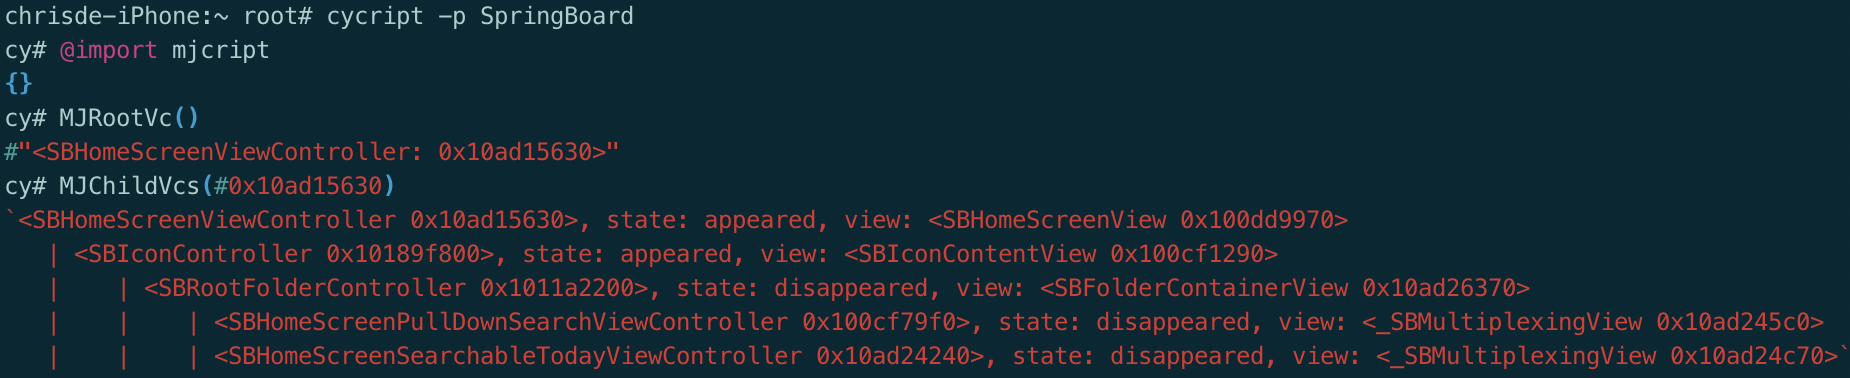 chrisde-iPhone:~ root# cycript -p SpringBoard
cy# @import mjcript
{}
cy# MJRootVc()
#"<SBHomeScreenViewController: 0x10ad15630>"
cy# MJChildVcs(#0x10ad15630)
`<SBHomeScreenViewController 0x10ad15630>, state: appeared, view: <SBHomeScreenView 0x100dd9970>
   | <SBIconController 0x10189f800>, state: appeared, view: <SBIconContentView 0x100cf1290>
   |    | <SBRootFolderController 0x1011a2200>, state: disappeared, view: <SBFolderContainerView 0x10ad26370>
   |    |    | <SBHomeScreenPullDownSearchViewController 0x100cf79f0>, state: disappeared, view: <_SBMultiplexingView 0x10ad245c0>
   |    |    | <SBHomeScreenSearchableTodayViewController 0x10ad24240>, state: disappeared, view: <_SBMultiplexingView 0x10ad24c70>`